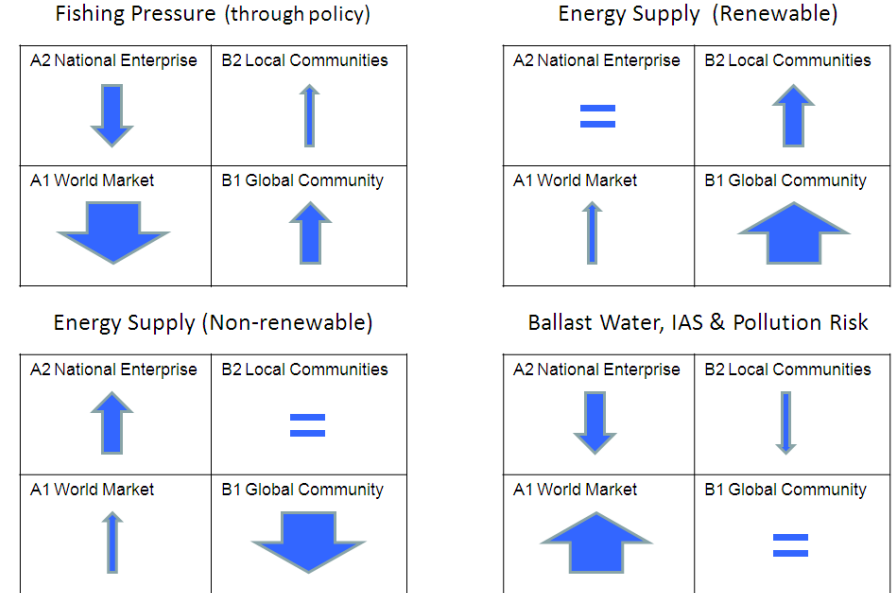 Fishing Pressure (through policy)
A2 National Enterprise
B2 Local Communities
A1 World Market
B1 Global Community
Energy Supply (Renewable)
A2 National Enterprise
=
B2 Local Communities
A1 World Market
B1 Global Community
Energy Supply (Non-renewable)
A2 National Enterprise
B2 Local Communities
=
A1 World Market
B1 Global Community
Ballast Water, IAS & Pollution Risk
A2 National Enterprise
B2 Local Communities
A1 World Market
B1 Global Community
=